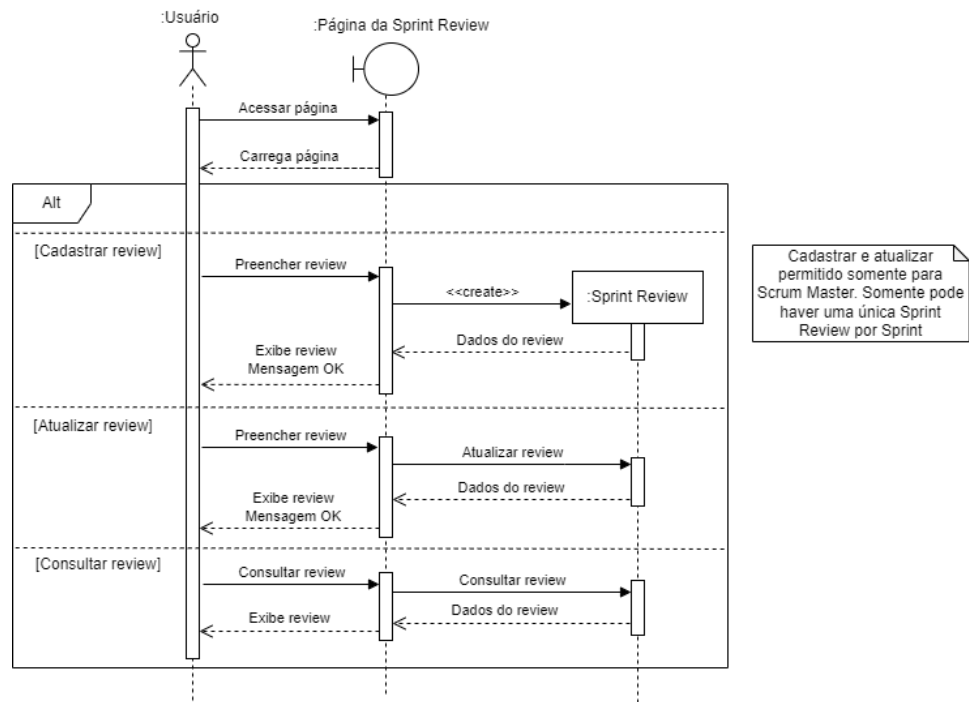 :Usuário
:Página da Sprint Review
Acessar página
Carrega página
Alt
[Cadastrar review]
Preencher review
<<create>>
:Sprint Review
Dados do review
Exibe review
Mensagem OK
Cadastrar e atualizar
permitido somente para
Scrum Master. Somente pode
haver uma única Sprint
Review por Sprint
[Atualizar review]
Preencher review
Atualizar review
Dados do review
Exibe review
Mensagem OK
[Consultar review]
Consultar review
Consultar review
Dados do review
Exibe review